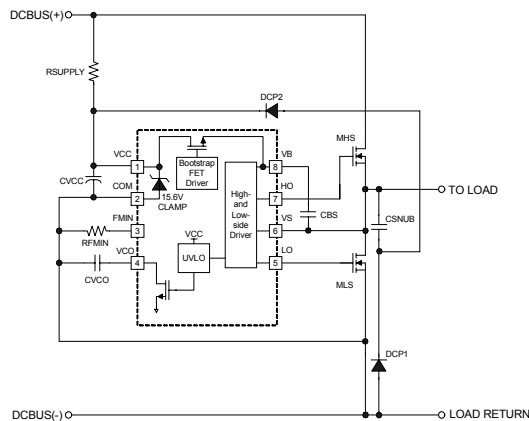 DCBUS(+)
RSUPPLY
DCP2
MHS
VCC
1
Bootstrap
FET
Driver
VB
8
CVCC
COM
2
15.6V
CLAMP
High-
and Low-
side
Driver
HO
7
TO LOAD
FMIN
3
RFMIN
VS
6
CBS
CSNUB
VCO
4
CVCO
VCC
UVLO
LO
5
MLS
DCP1
DCBUS(-)
LOAD RETURN